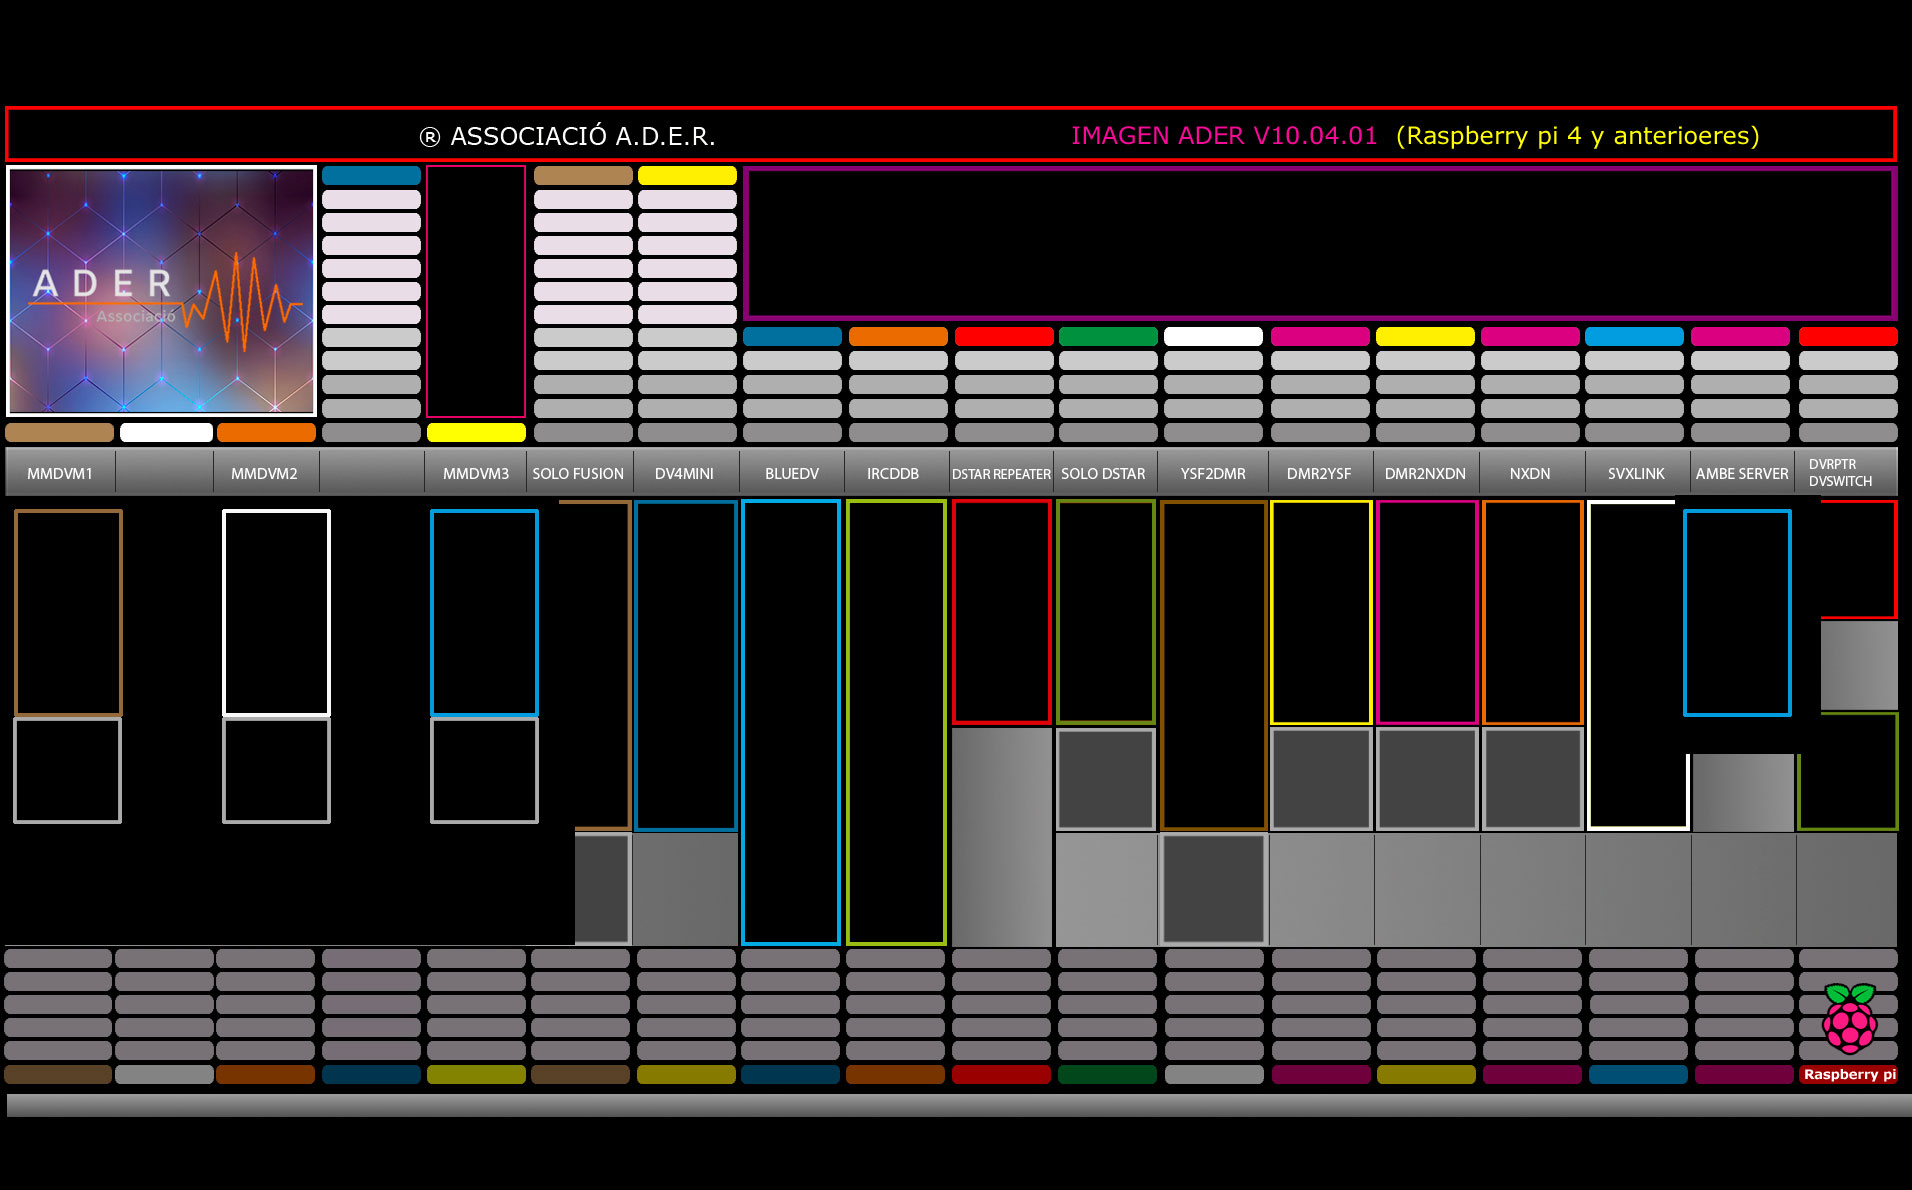 ® ASSOCIACIÓ A.D.E.R.
IMAGEN ADER V10.04.01 (Raspberry pi 4 y anterioeres)
ADER
Associació
MMDVM1
MMDVM2
MMDVM3
SOLO FUSION
DV4MINI
BLUEDV
IRCDDB
DSTAR REPEATER
SOLO DSTAR
YSF2DMR
DMR2YSF
DMR2NXDN
NXDN
SVXLINK
AMBE SERVER
DVRPTR
DVSWITCH
Raspberry pi